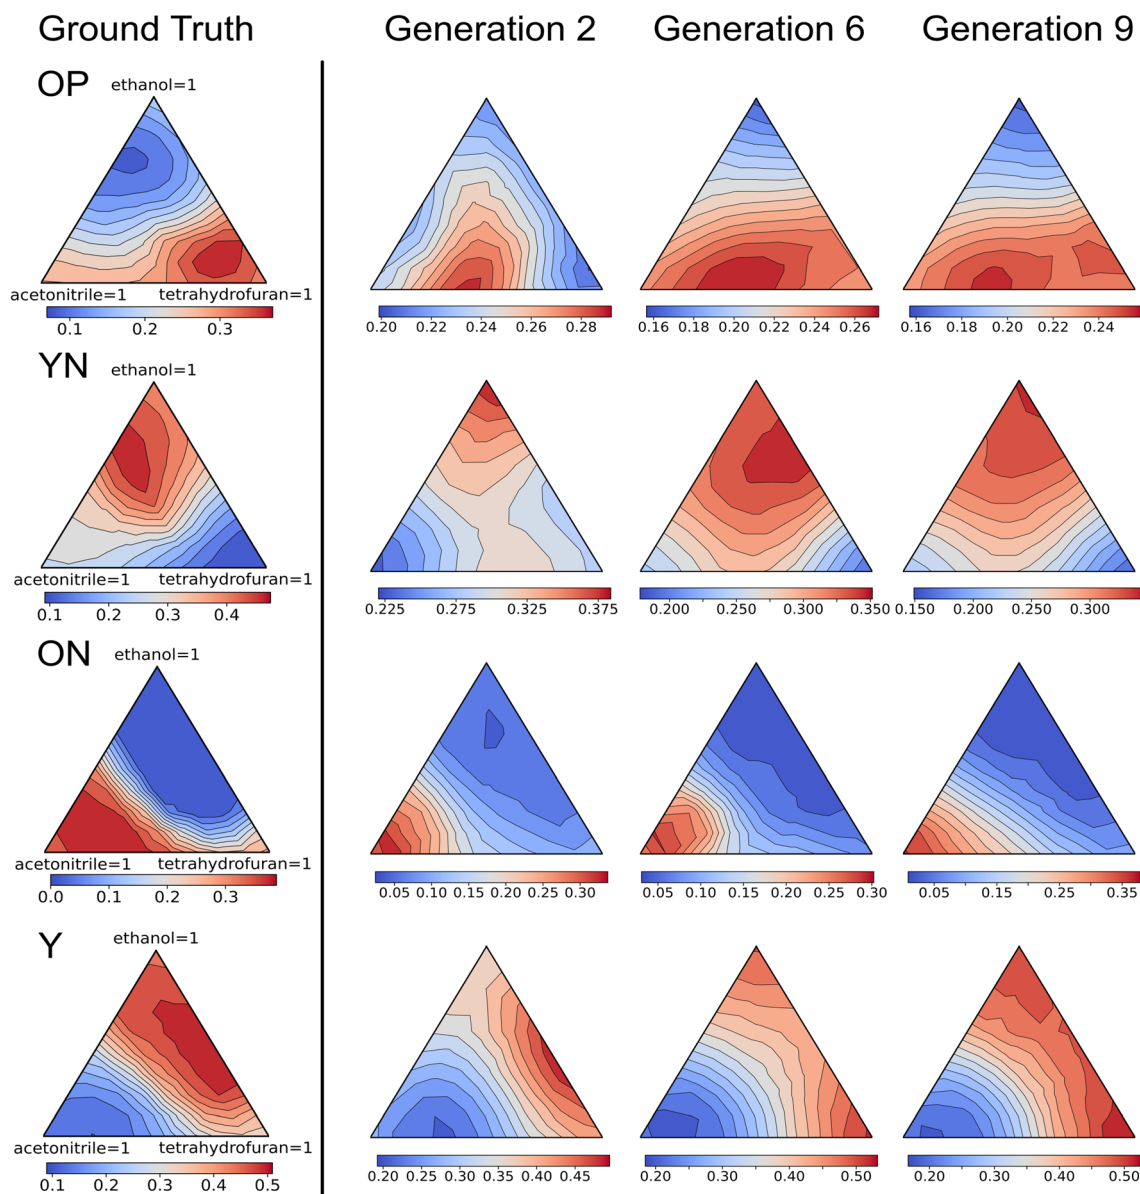 Ground Truth Generation 2 Generation 6 Generation 9
OP
ethanol=1
acetonitrile=1 tetrahydrofuran=1
0.1 0.2 0.3
0.20 0.22 0.24 0.26 0.28
0.16 0.18 0.20 0.22 0.24 0.26
0.16 0.18 0.20 0.22 0.24
YN
ethanol=1
acetonitrile=1 tetrahydrofuran=1
0.1 0.2 0.3 0.4
0.225 0.275 0.325 0.375
0.200 0.250 0.300 0.350
0.150 0.200 0.250 0.300
ON
ethanol=1
acetonitrile=1 tetrahydrofuran=1
0.0 0.1 0.2 0.3
0.05 0.10 0.15 0.20 0.25 0.30
0.05 0.10 0.15 0.20 0.25 0.30
0.05 0.15 0.25 0.35
Y
ethanol=1
acetonitrile=1 tetrahydrofuran=1
0.1 0.2 0.3 0.4 0.5
0.20 0.25 0.30 0.35 0.40 0.45
0.20 0.30 0.40 0.50
0.20 0.30 0.40 0.50